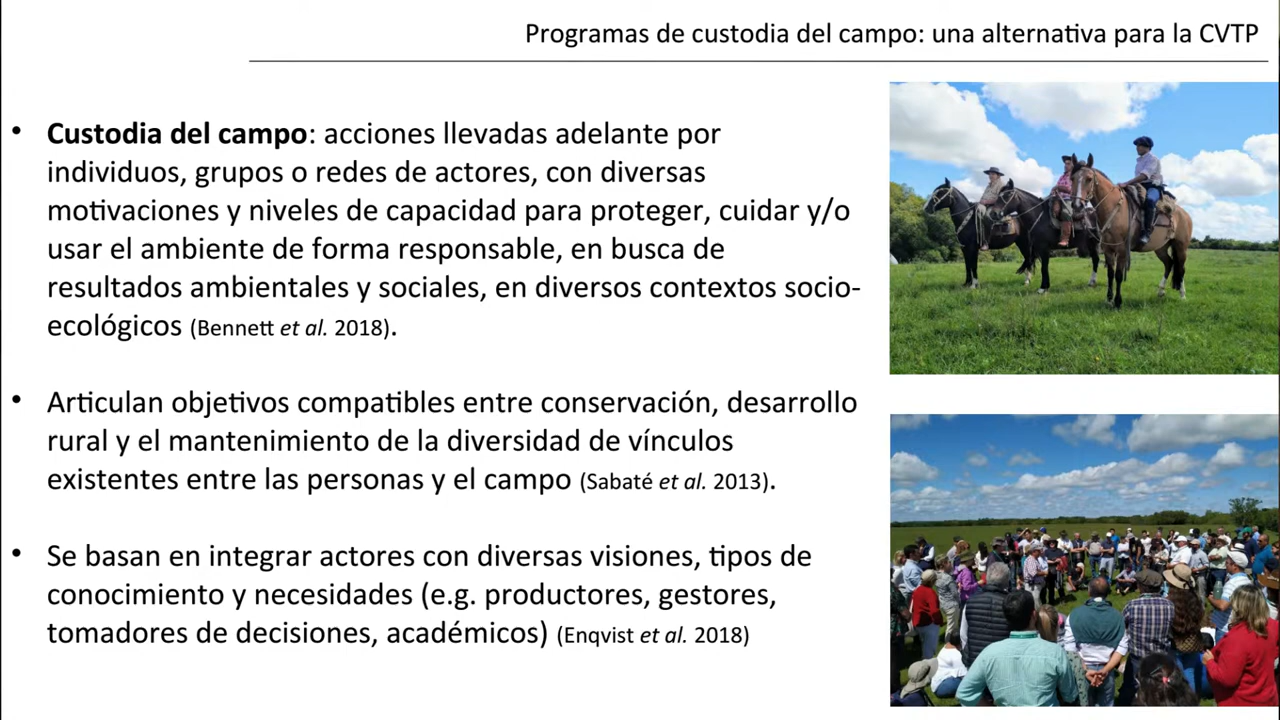 Programas de custodia del campo: una alternativa para la CVTP
• Custodia del campo: acciones llevadas adelante por
individuos, grupos o redes de actores, con diversas
motivaciones y niveles de capacidad para proteger, cuidar y/o
usar el ambiente de forma responsable, en busca de
resultados ambientales y sociales, en diversos contextos socio-
ecológicos (Bennett et al. 2018).
• Articulan objetivos compatibles entre conservación, desarrollo
rural y el mantenimiento de la diversidad de vínculos
existentes entre las personas y el campo (Sabaté et al. 2013).
• Se basan en integrar actores con diversas visiones, tipos de
conocimiento y necesidades (e.g. productores, gestores,
tomadores de decisiones, académicos) (Enqvist et al. 2018)